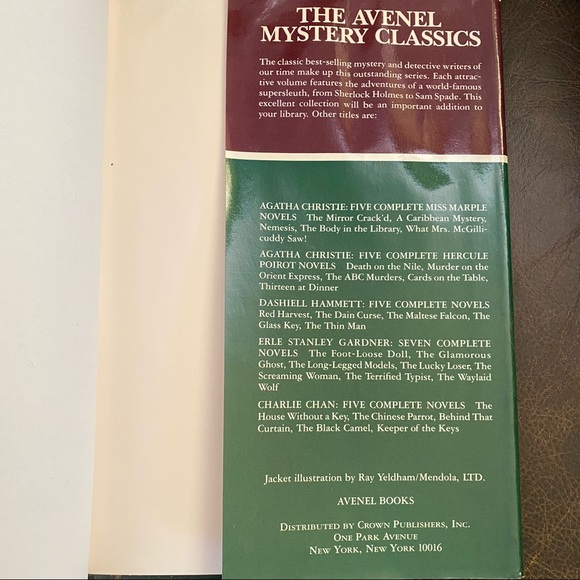 THE AVENEL
MYSTERY CLASSICS
The classic best-selling mystery and detective writers of
our time make up this outstanding series. Each attrac-
tive volume features the adventures of a world-famous
supersleuth, from Sherlock Holmes to Sam Spade. This
excellent collection will be an important addition to
your library. Other titles are:
AGATHA CHRISTIE: FIVE COMPLETE MISS MARPLE
NOVELS The Mirror Crack'd, A Caribbean Mystery,
Nemesis, The Body in the Library, What Mrs. McGilli-
cuddy Saw!
AGATHA CHRISTIE: FIVE COMPLETE HERCULE
POIROT NOVELS Death on the Nile, Murder on the
Orient Express, The ABC Murders, Cards on the Table,
Thirteen at Dinner
DASHIELL HAMMETT: FIVE COMPLETE NOVELS
Red Harvest, The Dain Curse, The Maltese Falcon, The
Glass Key, The Thin Man
ERLE STANLEY GARDNER: SEVEN COMPLETE
NOVELS The Foot-Loose Doll, The Glamorous
Ghost, The Long-Legged Models, The Lucky Loser, The
Screaming Woman, The Terrified Typist, The Waylaid
Wolf
CHARLIE CHAN: FIVE COMPLETE NOVELS The
House Without a Key, The Chinese Parrot, Behind That
Curtain, The Black Camel, Keeper of the Keys
Jacket illustration by Ray Yeldham/Mendola, LTD.
AVENEL BOOKS
DISTRIBUTED BY CROWN PUBLISHERS, INC.
ONE PARK AVENUE
NEW YORK, NEW YORK 10016